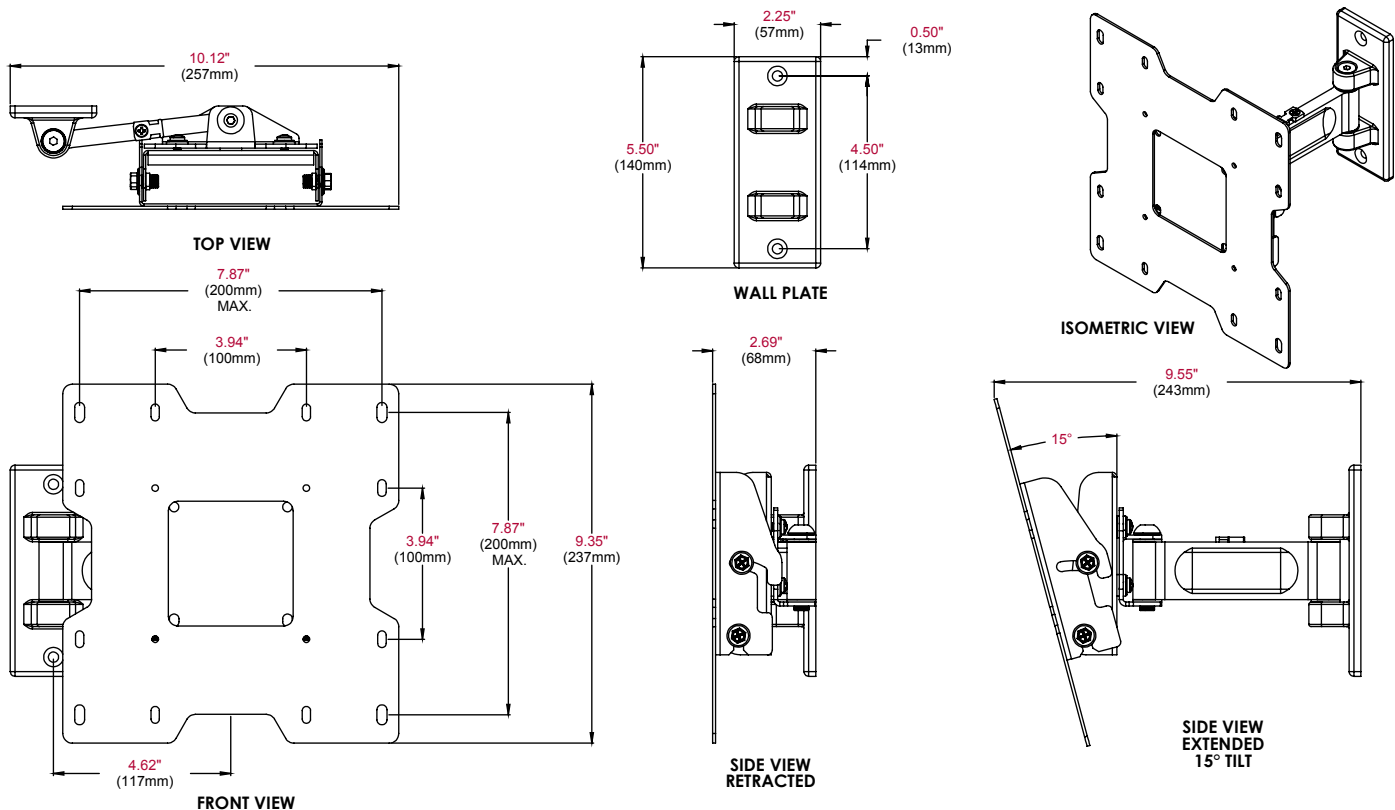 10.12"
(257mm)
TOP VIEW
2.25"
(57mm)
0.50"
(13mm)
5.50"
(140mm)
4.50"
(114mm)
WALL PLATE
ISOMETRIC VIEW
7.87"
(200mm)
MAX.
3.94"
(100mm)
3.94"
(100mm)
7.87"
(200mm)
MAX.
9.35"
(237mm)
4.62"
(117mm)
FRONT VIEW
2.69"
(68mm)
SIDE VIEW
RETRACTED
9.55"
(243mm)
15°
SIDE VIEW
EXTENDED
15° TILT